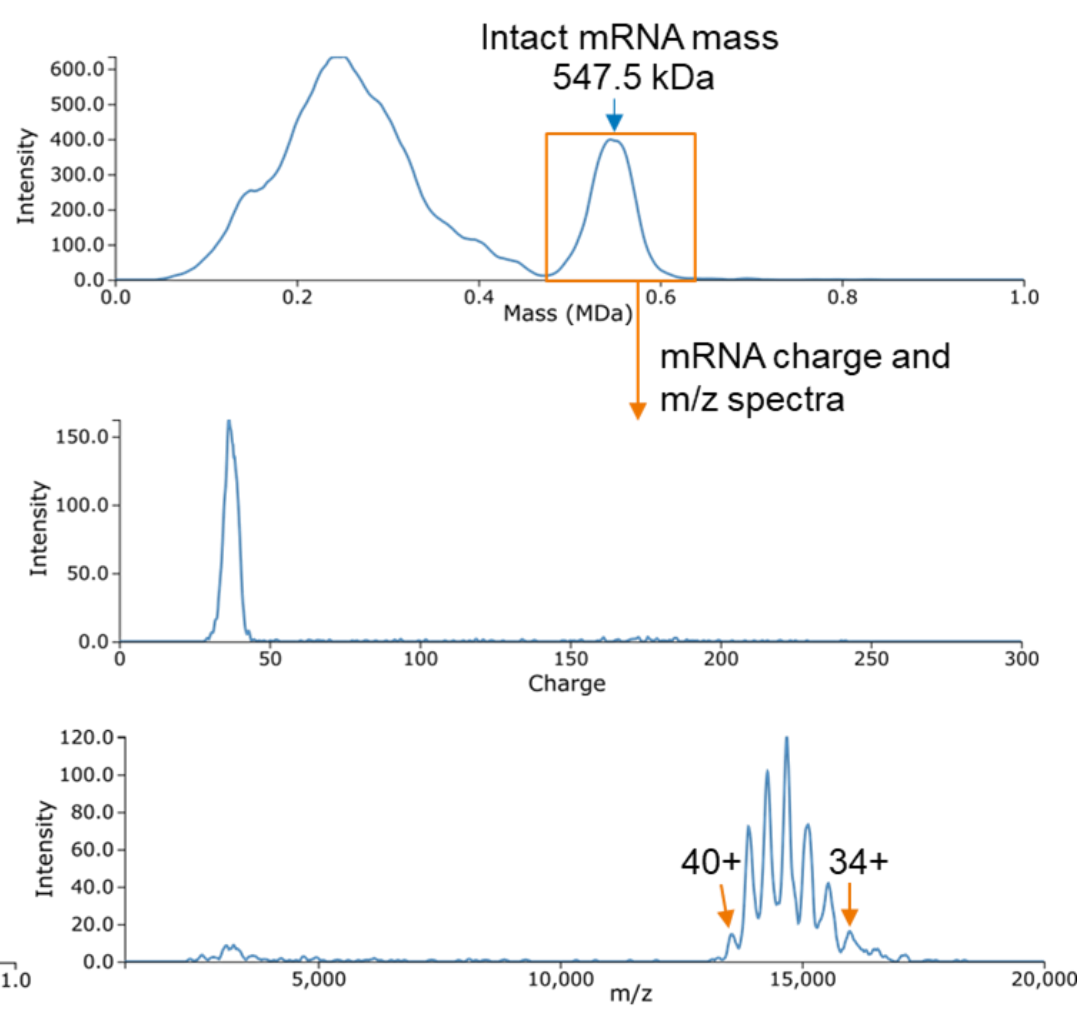 Intact mRNA mass
547.5 kDa
600.0
500.0
400.0
300.0
200.0
100.0
0.0
Intensity
0.0 0.2 0.4 0.6 0.8 1.0
Mass (MDa)
mRNA charge and
m/z spectra
150.0
100.0
50.0
0.0
Intensity
0 50 100 150 200 250 300
Charge
120.0
100.0
80.0
60.0
40.0
20.0
0.0
Intensity
40+ 34+
5,000 10,000 15,000 20,000
m/z
1.0